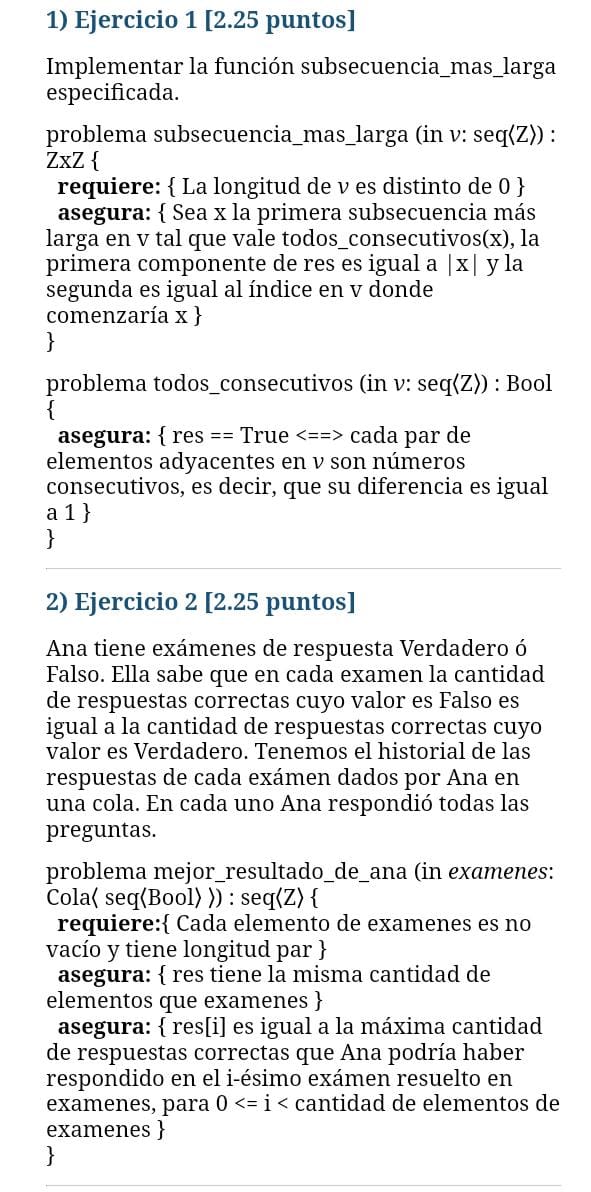 1) Ejercicio 1 [2.25 puntos]
Implementar la función subsecuencia_mas_larga
especificada.
problema subsecuencia_mas_larga (in v: seq⟨Z⟩) :
ZxZ {
requiere: { La longitud de v es distinto de 0 }
asegura: { Sea x la primera subsecuencia más
larga en v tal que vale todos_consecutivos(x), la
primera componente de res es igual a |x| y la
segunda es igual al índice en v donde
comenzaría x }
}
problema todos_consecutivos (in v: seq⟨Z⟩) : Bool
{
asegura: { res == True <==> cada par de
elementos adyacentes en v son números
consecutivos, es decir, que su diferencia es igual
a 1 }
}
2) Ejercicio 2 [2.25 puntos]
Ana tiene exámenes de respuesta Verdadero ó
Falso. Ella sabe que en cada examen la cantidad
de respuestas correctas cuyo valor es Falso es
igual a la cantidad de respuestas correctas cuyo
valor es Verdadero. Tenemos el historial de las
respuestas de cada exámen dados por Ana en
una cola. En cada uno Ana respondió todas las
preguntas.
problema mejor_resultado_de_ana (in examenes:
Cola⟨ seq⟨Bool⟩ ⟩) : seq⟨Z⟩ {
requiere:{ Cada elemento de examenes es no
vacío y tiene longitud par }
asegura: { res tiene la misma cantidad de
elementos que examenes }
asegura: { res[i] es igual a la máxima cantidad
de respuestas correctas que Ana podría haber
respondido en el i-ésimo exámen resuelto en
examenes, para 0 <= i < cantidad de elementos de
examenes }
}